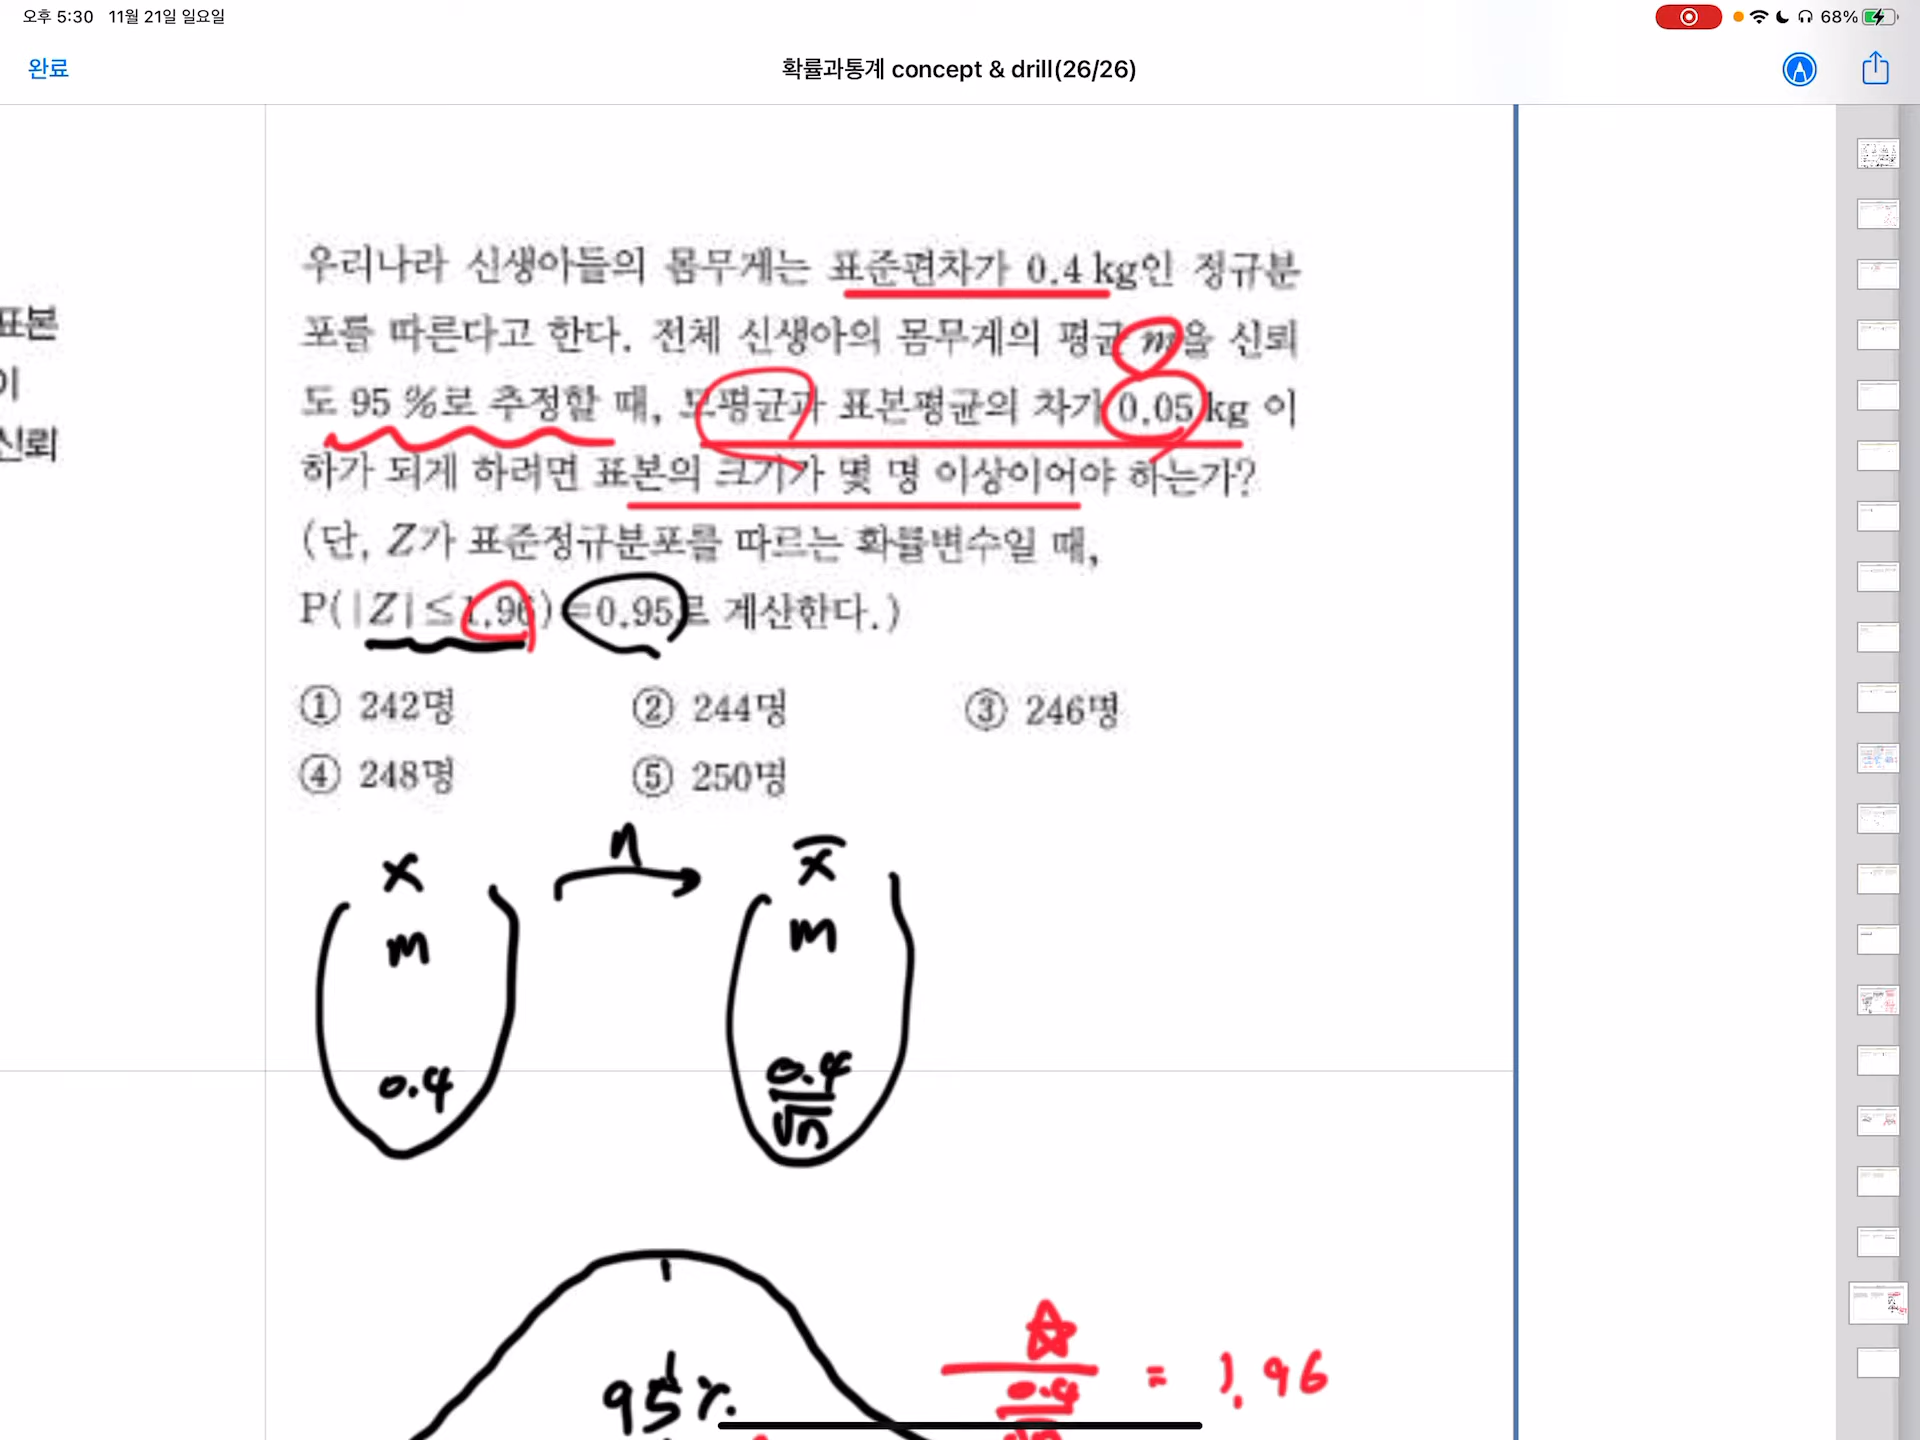 오후 5:30 11월 21일 일요일
68%
완료
확률과통계 concept & drill(26/26)
표본
이
신뢰
우리나라 신생아들의 몸무게는 표준편차가 0.4 kg인 정규분
포를 따른다고 한다. 전체 신생아의 몸무게의 평균 m을 신뢰
도 95 %로 추정할 때, 모평균과 표본평균의 차가 0.05 kg 이
하가 되게 하려면 표본의 크기가 몇 명 이상이어야 하는가?
(단, Z가 표준정규분포를 따르는 확률변수일 때,
P(|Z|≤1.96)=0.95로 계산한다.)
① 242명 ② 244명 ③ 246명
④ 248명 ⑤ 250명
X n X̄
m m
0.4 0.4/√n
95%
☆/(0.4/√n) = 1.96